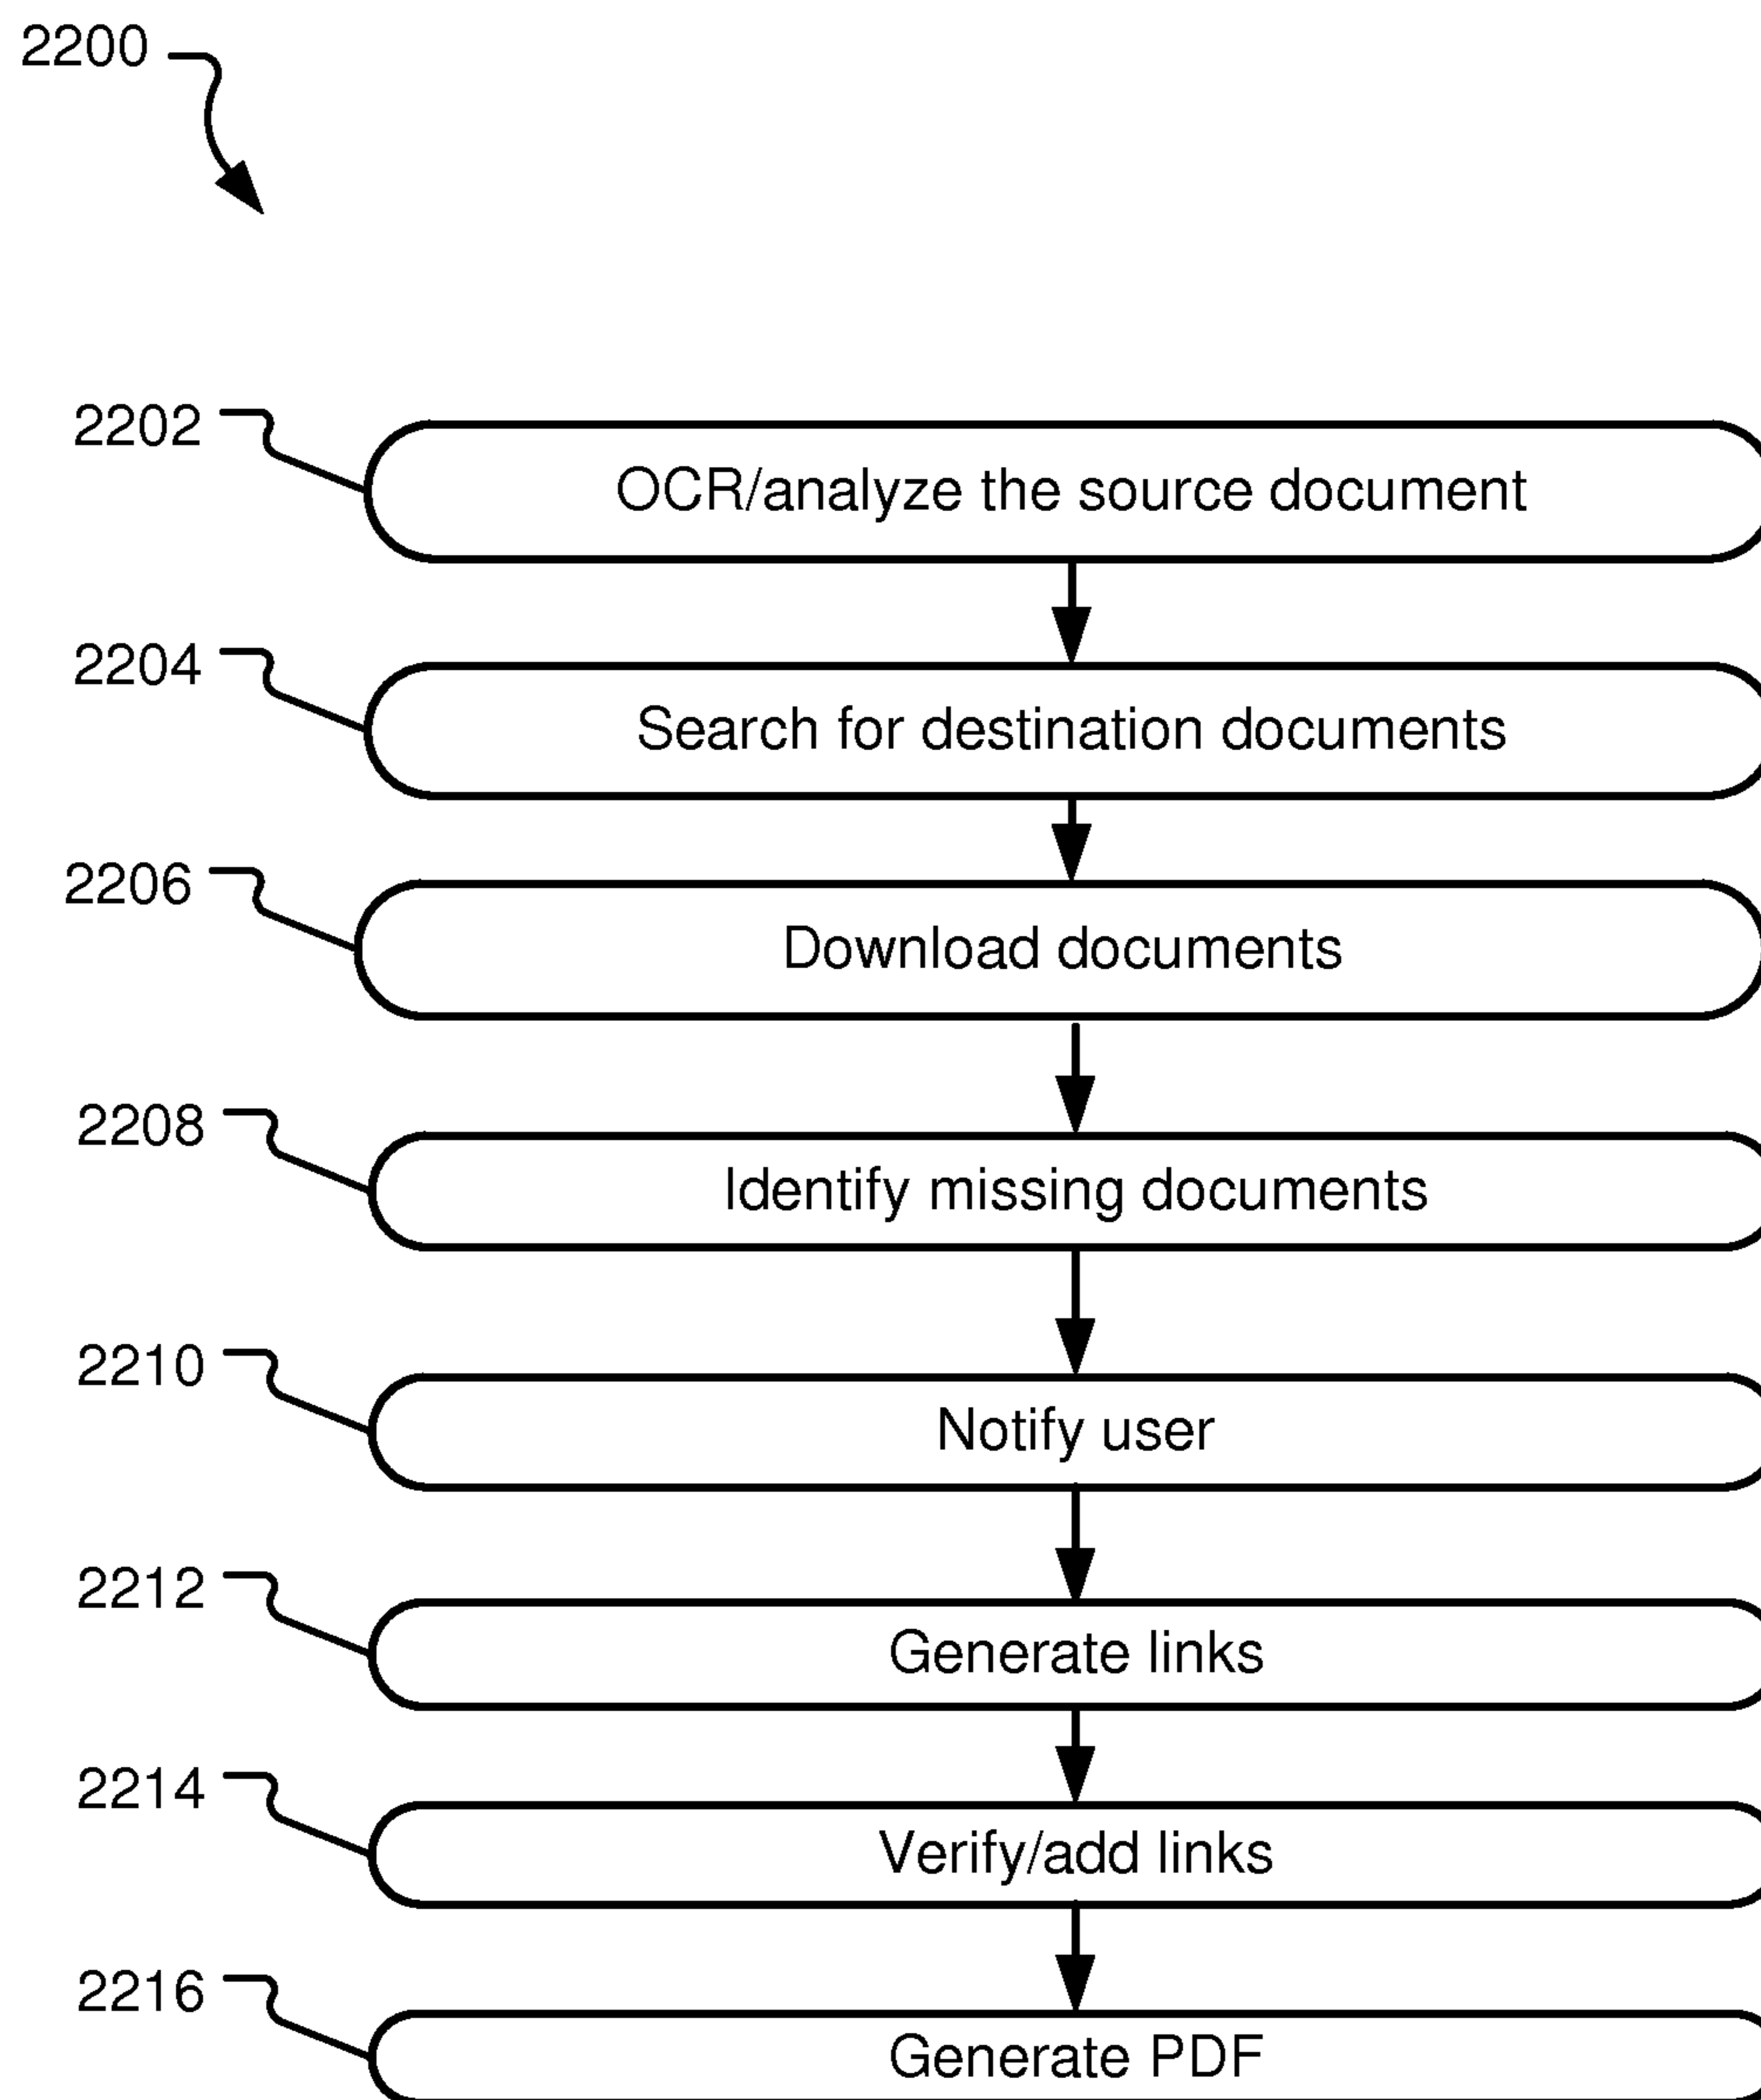 2200
2202
OCR/analyze the source document
2204
Search for destination documents
2206
Download documents
2208
Identify missing documents
2210
Notify user
2212
Generate links
2214
Verify/add links
2216
Generate PDF